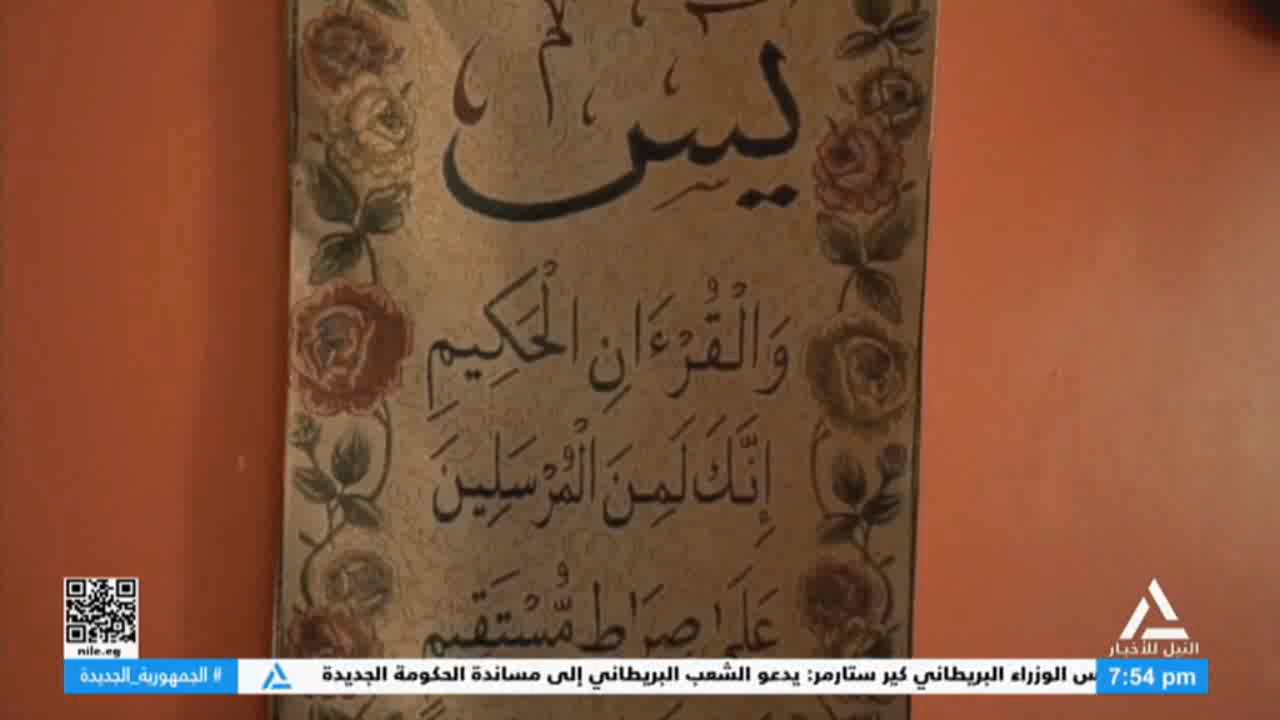 يس
وَالْقُرْءَانِ الْحَكِيمِ
إِنَّكَ لَمِنَ الْمُرْسَلِينَ
عَلَىٰ صِرَاطٍ مُّسْتَقِيمٍ
nile.eg
النيل للأخبار
# الجمهورية_الجديدة
س الوزراء البريطاني كير ستارمر: يدعو الشعب البريطاني إلى مساندة الحكومة الجديدة
7:54 pm